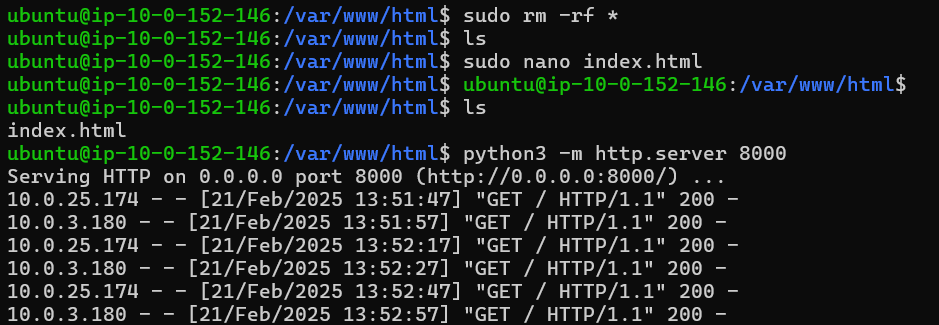 ubuntu@ip-10-0-152-146:/var/www/html$ sudo rm -rf *
ubuntu@ip-10-0-152-146:/var/www/html$ ls
ubuntu@ip-10-0-152-146:/var/www/html$ sudo nano index.html
ubuntu@ip-10-0-152-146:/var/www/html$ ubuntu@ip-10-0-152-146:/var/www/html$
ubuntu@ip-10-0-152-146:/var/www/html$ ls
index.html
ubuntu@ip-10-0-152-146:/var/www/html$ python3 -m http.server 8000
Serving HTTP on 0.0.0.0 port 8000 (http://0.0.0.0:8000/) ...
10.0.25.174 - - [21/Feb/2025 13:51:47] "GET / HTTP/1.1" 200 -
10.0.3.180 - - [21/Feb/2025 13:51:57] "GET / HTTP/1.1" 200 -
10.0.25.174 - - [21/Feb/2025 13:52:17] "GET / HTTP/1.1" 200 -
10.0.3.180 - - [21/Feb/2025 13:52:27] "GET / HTTP/1.1" 200 -
10.0.25.174 - - [21/Feb/2025 13:52:47] "GET / HTTP/1.1" 200 -
10.0.3.180 - - [21/Feb/2025 13:52:57] "GET / HTTP/1.1" 200 -